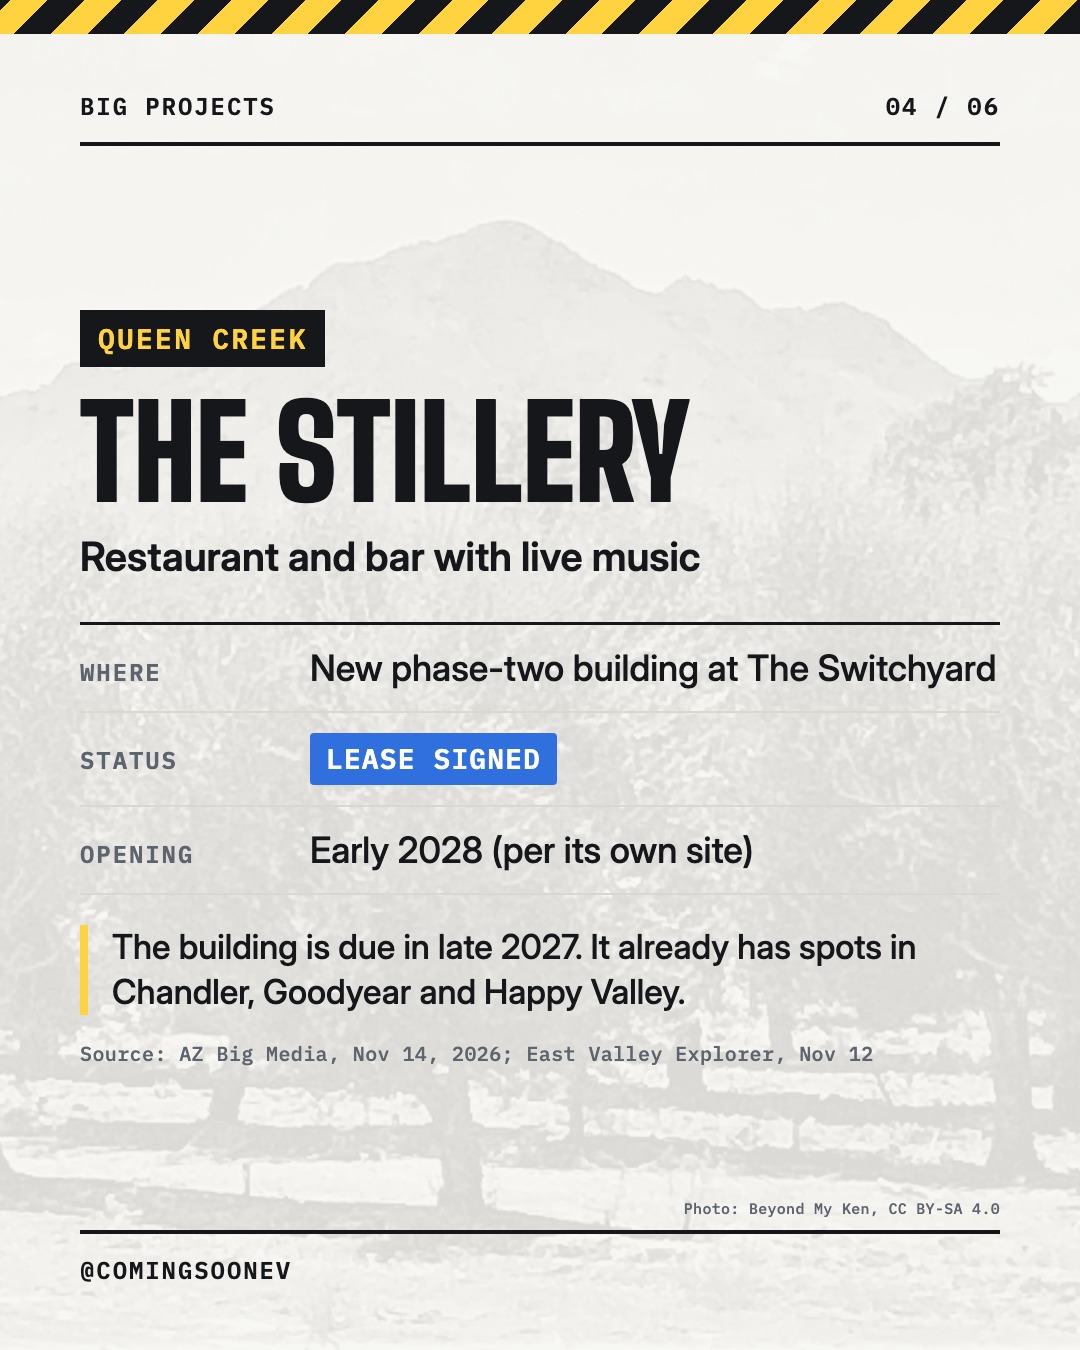 BIG PROJECTS
04 / 06
QUEEN CREEK
THE STILLERY
Restaurant and bar with live music
WHERE
New phase-two building at The Switchyard
STATUS
LEASE SIGNED
OPENING
Early 2028 (per its own site)
The building is due in late 2027. It already has spots in
Chandler, Goodyear and Happy Valley.
Source: AZ Big Media, Nov 14, 2026; East Valley Explorer, Nov 12
Photo: Beyond My Ken, CC BY-SA 4.0
@COMINGSOONEV